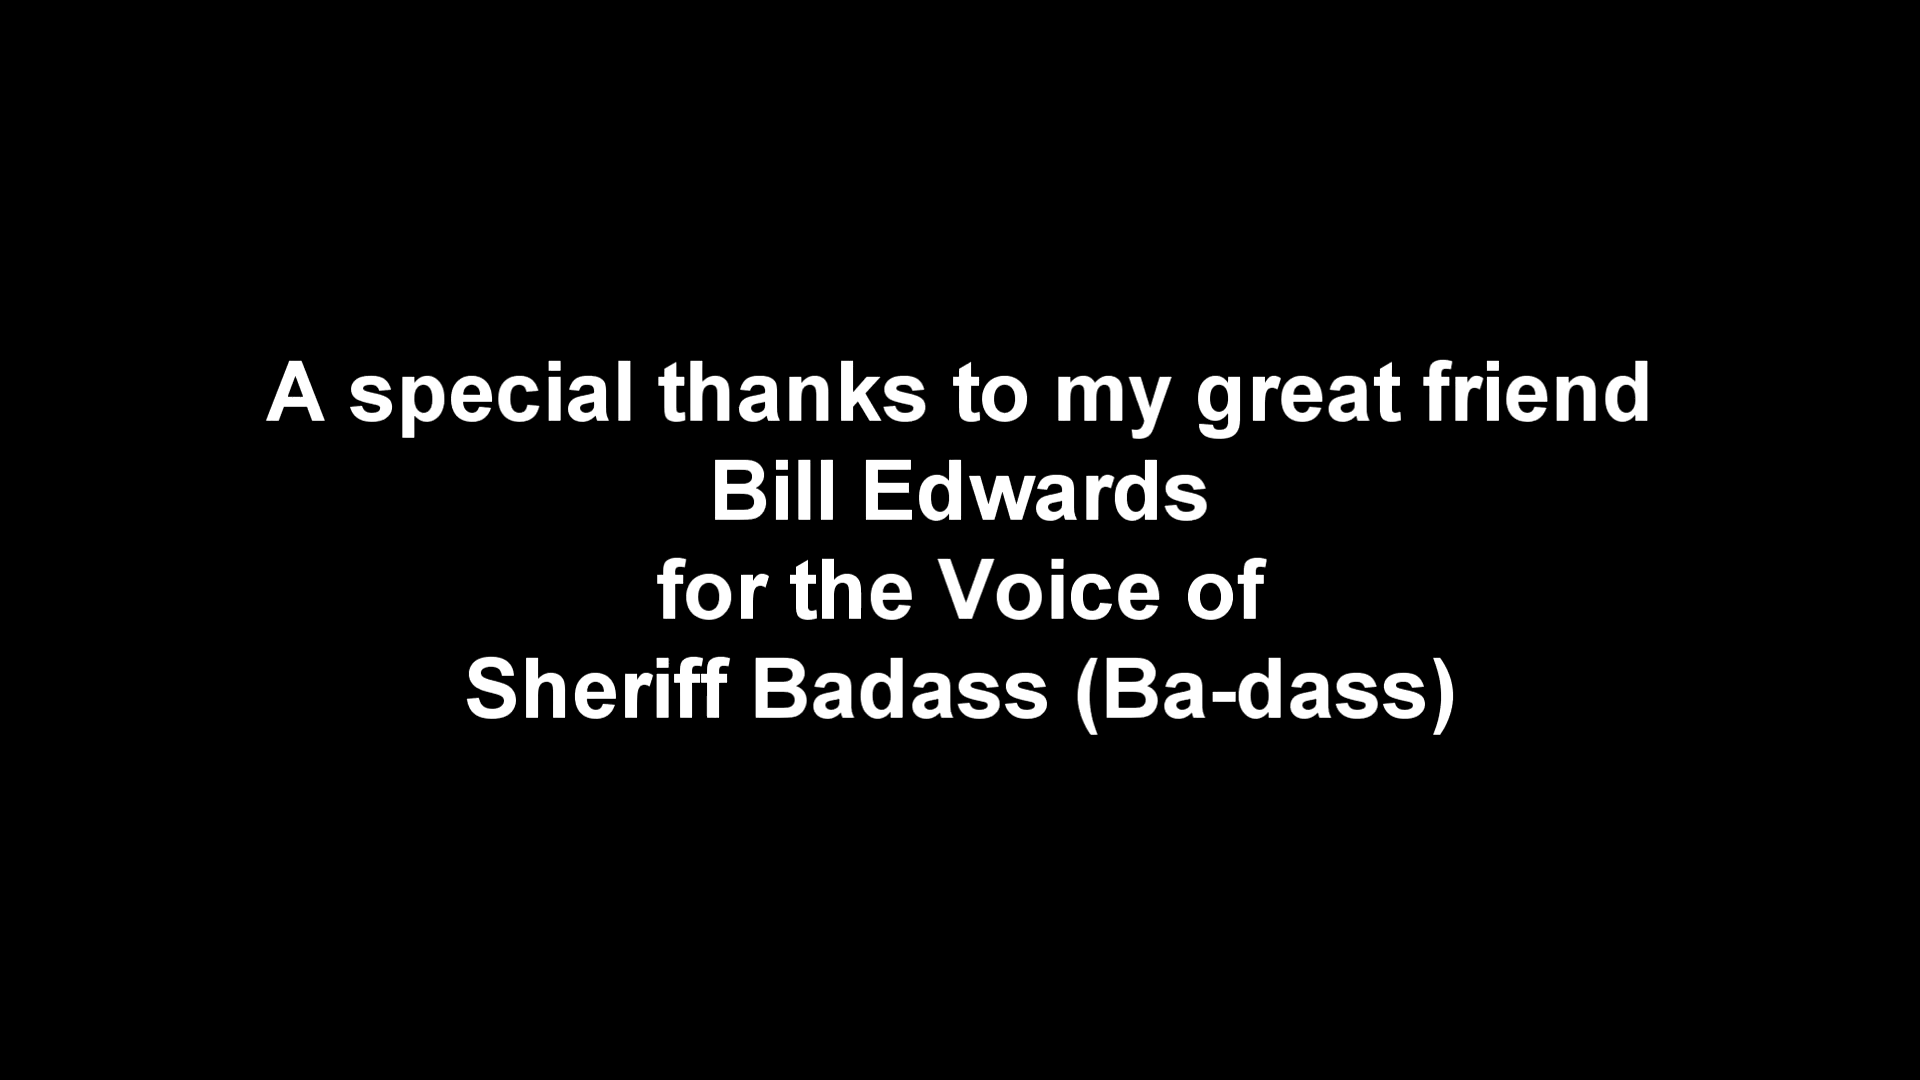 A special thanks to my great friend
Bill Edwards
for the Voice of
Sheriff Badass (Ba-dass)